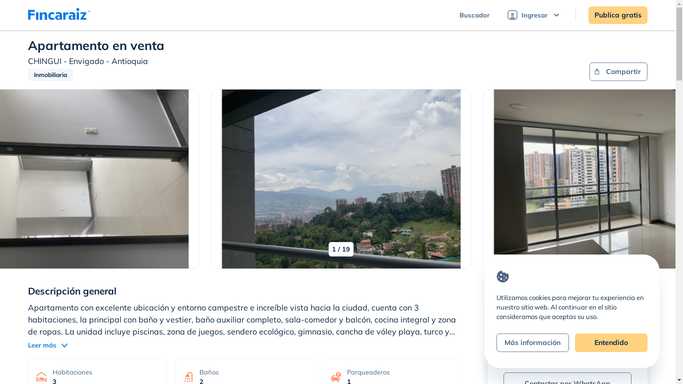 Fincaraiz
Buscador
Ingresar
Publica gratis
Apartamento en venta
CHINGUI - Envigado - Antioquia
Inmobiliaria
Compartir
1 / 19
Descripción general
Apartamento con excelente ubicación y entorno campestre e increíble vista hacia la ciudad, cuenta con 3
habitaciones, la principal con baño y vestier, baño auxiliar completo, sala-comedor y balcón, cocina integral y zona
de ropas. La unidad incluye piscinas, zona de juegos, sendero ecológico, gimnasio, cancha de vóley playa, turco y...
Leer más
Habitaciones
3
Baños
2
Parqueaderos
1
Utilizamos cookies para mejorar tu experiencia en
nuestro sitio web. Al continuar en el sitio
consideramos que aceptas su uso.
Más información
Entendido
Contactar por WhatsApp